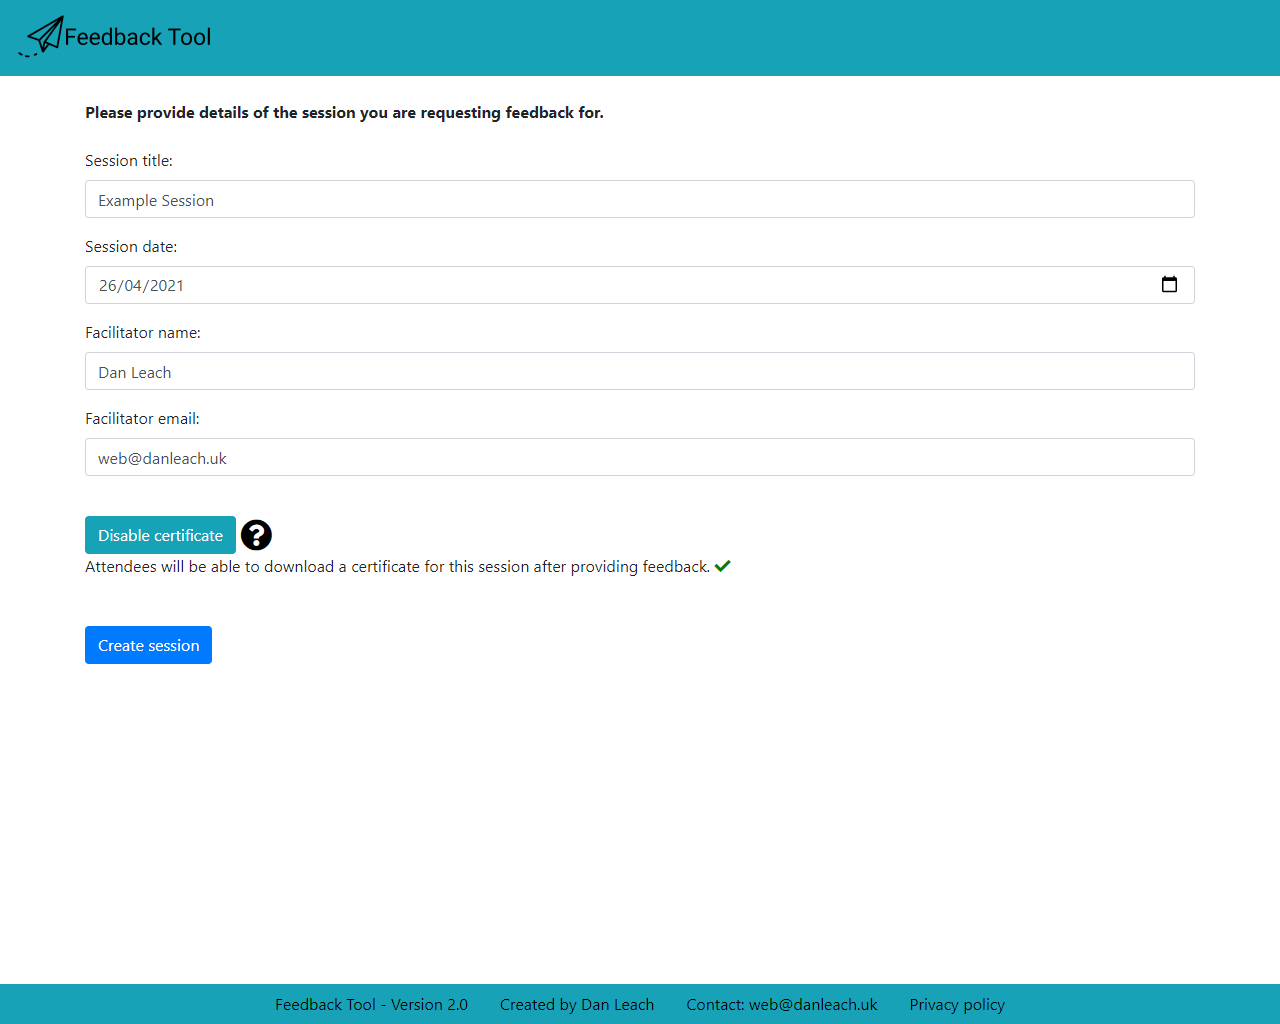 Feedback Tool
Please provide details of the session you are requesting feedback for.
Session title:
Example Session
Session date:
26/04/2021
Facilitator name:
Dan Leach
Facilitator email:
web@danleach.uk
Disable certificate ?
Attendees will be able to download a certificate for this session after providing feedback.
Create session
Feedback Tool - Version 2.0 Created by Dan Leach Contact: web@danleach.uk Privacy policy